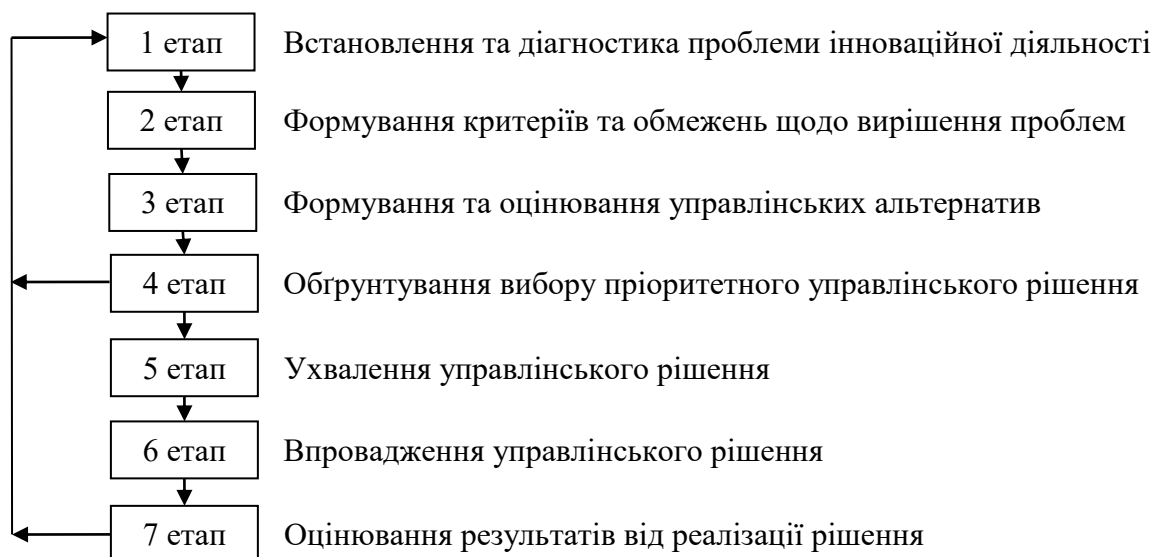 1 етап Встановлення та діагностика проблеми інноваційної діяльності
2 етап Формування критеріїв та обмежень щодо вирішення проблем
3 етап Формування та оцінювання управлінських альтернатив
4 етап Обґрунтування вибору пріоритетного управлінського рішення
5 етап Ухвалення управлінського рішення
6 етап Впровадження управлінського рішення
7 етап Оцінювання результатів від реалізації рішення